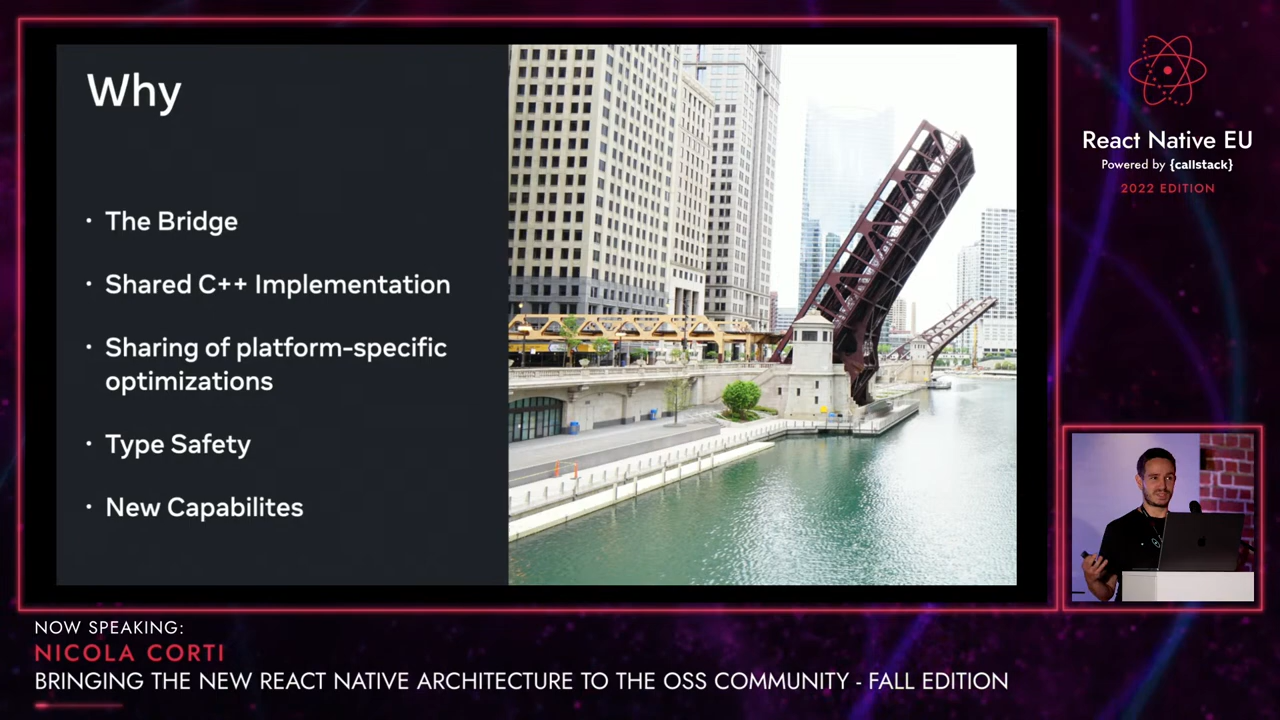 Why
• The Bridge
• Shared C++ Implementation
• Sharing of platform-specific
optimizations
• Type Safety
• New Capabilites
React Native EU
Powered by {callstack}
2022 EDITION
NOW SPEAKING:
NICOLA CORTI
BRINGING THE NEW REACT NATIVE ARCHITECTURE TO THE OSS COMMUNITY - FALL EDITION